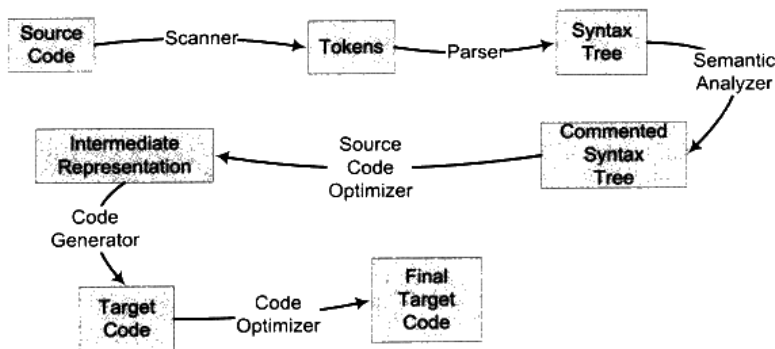 Source
Code
Scanner
Tokens
Parser
Syntax
Tree
Semantic
Analyzer
Commented
Syntax
Tree
Source
Code
Optimizer
Intermediate
Representation
Code
Generator
Target
Code
Code
Optimizer
Final
Target
Code